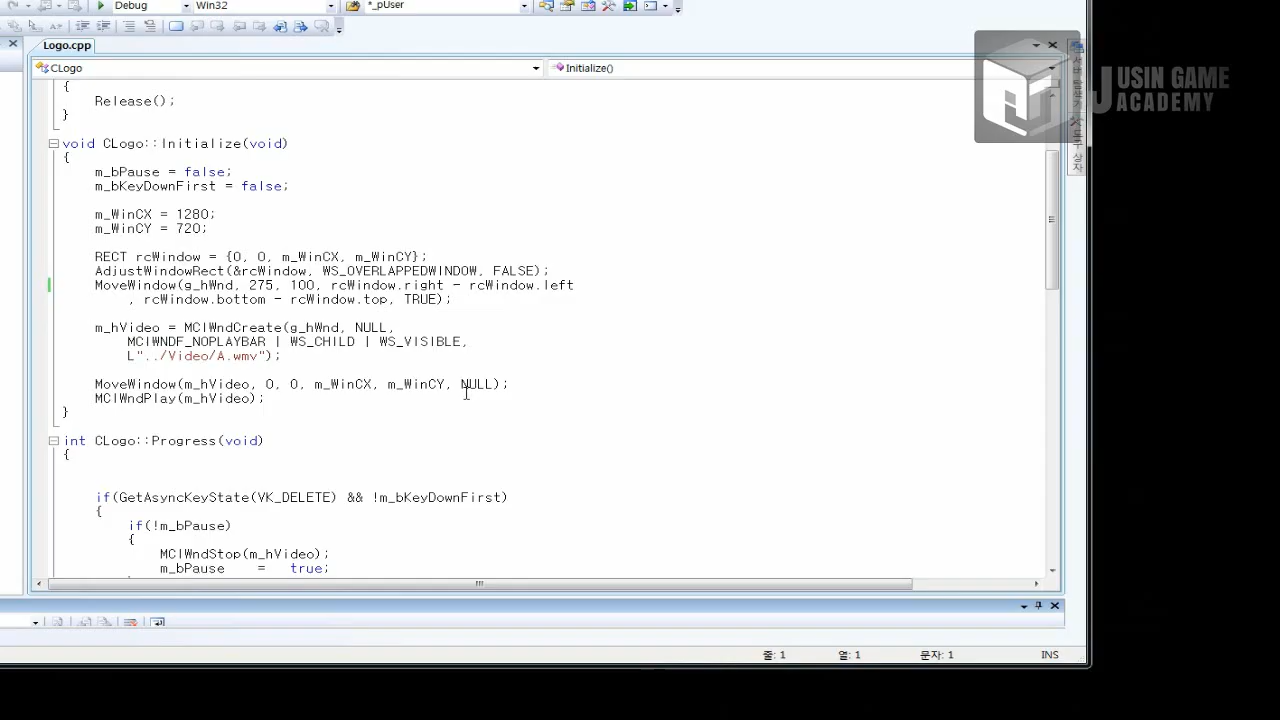 Debug
Win32
*_pUser
Logo.cpp
CLogo
Initialize()
{
Release();
}
void CLogo::Initialize(void)
{
m_bPause = false;
m_bKeyDownFirst = false;
m_WinCX = 1280;
m_WinCY = 720;
RECT rcWindow = {0, 0, m_WinCX, m_WinCY};
AdjustWindowRect(&rcWindow, WS_OVERLAPPEDWINDOW, FALSE);
MoveWindow(g_hWnd, 275, 100, rcWindow.right - rcWindow.left
, rcWindow.bottom - rcWindow.top, TRUE);
m_hVideo = MCIWndCreate(g_hWnd, NULL,
MCIWNDF_NOPLAYBAR | WS_CHILD | WS_VISIBLE,
L"../Video/A.wmv");
MoveWindow(m_hVideo, 0, 0, m_WinCX, m_WinCY, NULL);
MCIWndPlay(m_hVideo);
}
int CLogo::Progress(void)
{
if(GetAsyncKeyState(VK_DELETE) && !m_bKeyDownFirst)
{
if(!m_bPause)
{
MCIWndStop(m_hVideo);
m_bPause = true;
JUSIN GAME
ACADEMY
줄: 1
열: 1
문자: 1
INS